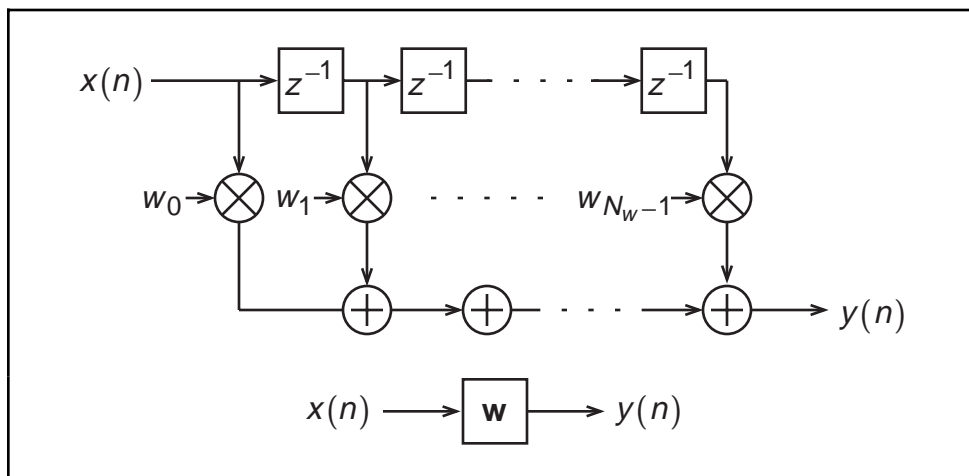 x(n) z⁻¹ z⁻¹ . . . . . z⁻¹
w₀ w₁ . . . . . . w_{N_w−1}
+ + . . . . . + y(n)
x(n) w y(n)